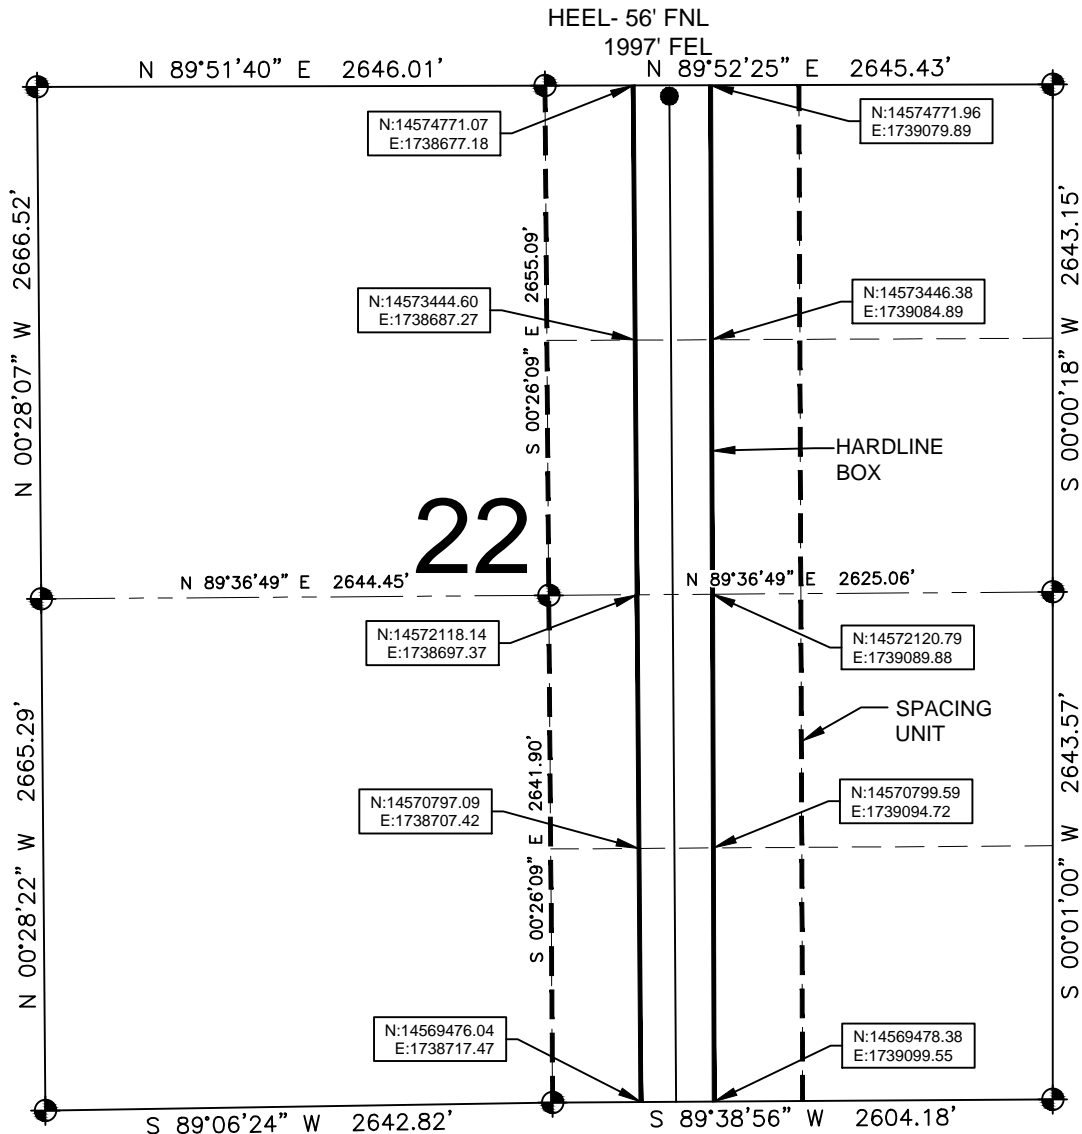 HEEL- 56' FNL
1997' FEL
N 89°51'40" E 2646.01'
N 89°52'25" E 2645.43'
N:14574771.07
E:1738677.18
N:14574771.96
E:1739079.89
N 00°28'07" W 2666.52'
S 00°26'09" E 2655.09'
S 00°00'18" W 2643.15'
N:14573444.60
E:1738687.27
N:14573446.38
E:1739084.89
HARDLINE
BOX
22
N 89°36'49" E 2644.45'
N 89°36'49" E 2625.06'
N:14572118.14
E:1738697.37
N:14572120.79
E:1739089.88
SPACING
UNIT
N 00°28'22" W 2665.29'
S 00°26'09" E 2641.90'
S 00°01'00" W 2643.57'
N:14570797.09
E:1738707.42
N:14570799.59
E:1739094.72
N:14569476.04
E:1738717.47
N:14569478.38
E:1739099.55
S 89°06'24" W 2642.82'
S 89°38'56" W 2604.18'